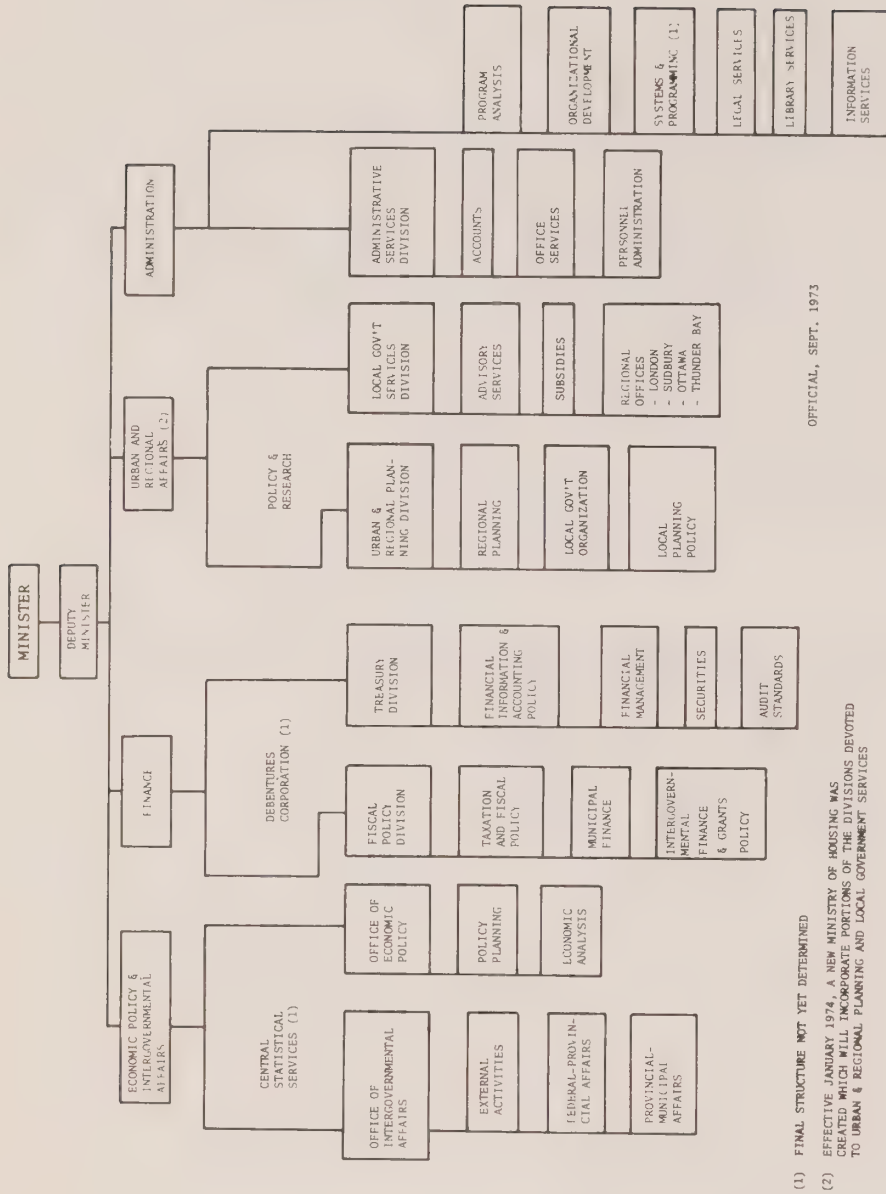 MINISTER
DEPUTY
MINISTER
ECONOMIC POLICY &
INTERGOVERNMENTAL
AFFAIRS
FINANCE
URBAN AND
REGIONAL
AFFAIRS (2)
ADMINISTRATION
CENTRAL
STATISTICAL
SERVICES (1)
DEBENTURES
CORPORATION (1)
POLICY &
RESEARCH
OFFICE OF
INTERGOVERNMENTAL
AFFAIRS
EXTERNAL
ACTIVITIES
FEDERAL-PROVIN-
CIAL AFFAIRS
PROVINCIAL-
MUNICIPAL
AFFAIRS
OFFICE OF
ECONOMIC
POLICY
POLICY
PLANNING
ECONOMIC
ANALYSIS
FISCAL
POLICY
DIVISION
TAXATION
AND FISCAL
POLICY
MUNICIPAL
FINANCE
INTERGOVERN-
MENTAL
FINANCE
& GRANTS
POLICY
TREASURY
DIVISION
FINANCIAL
INFORMATION &
ACCOUNTING
POLICY
FINANCIAL
MANAGEMENT
SECURITIES
AUDIT
STANDARDS
URBAN &
REGIONAL PLAN-
NING DIVISION
REGIONAL
PLANNING
LOCAL GOV'T
ORGANIZATION
LOCAL
PLANNING
POLICY
LOCAL GOV'T
SERVICES
DIVISION
ADVISORY
SERVICES
SUBSIDIES
REGIONAL
OFFICES
- LONDON
- SUDBURY
- OTTAWA
- THUNDER BAY
ADMINISTRATIVE
SERVICES
DIVISION
ACCOUNTS
OFFICE
SERVICES
PERSONNEL
ADMINISTRATION
PROGRAM
ANALYSIS
ORGANIZATIONAL
DEVELOPMENT
SYSTEMS &
PROGRAMMING (1)
LEGAL SERVICES
LIBRARY SERVICES
INFORMATION
SERVICES
OFFICIAL, SEPT. 1973
(1) FINAL STRUCTURE NOT YET DETERMINED
(2) EFFECTIVE JANUARY 1974, A NEW MINISTRY OF HOUSING WAS
CREATED WHICH WILL INCORPORATE PORTIONS OF THE DIVISIONS DEVOTED
TO URBAN & REGIONAL PLANNING AND LOCAL GOVERNMENT SERVICES